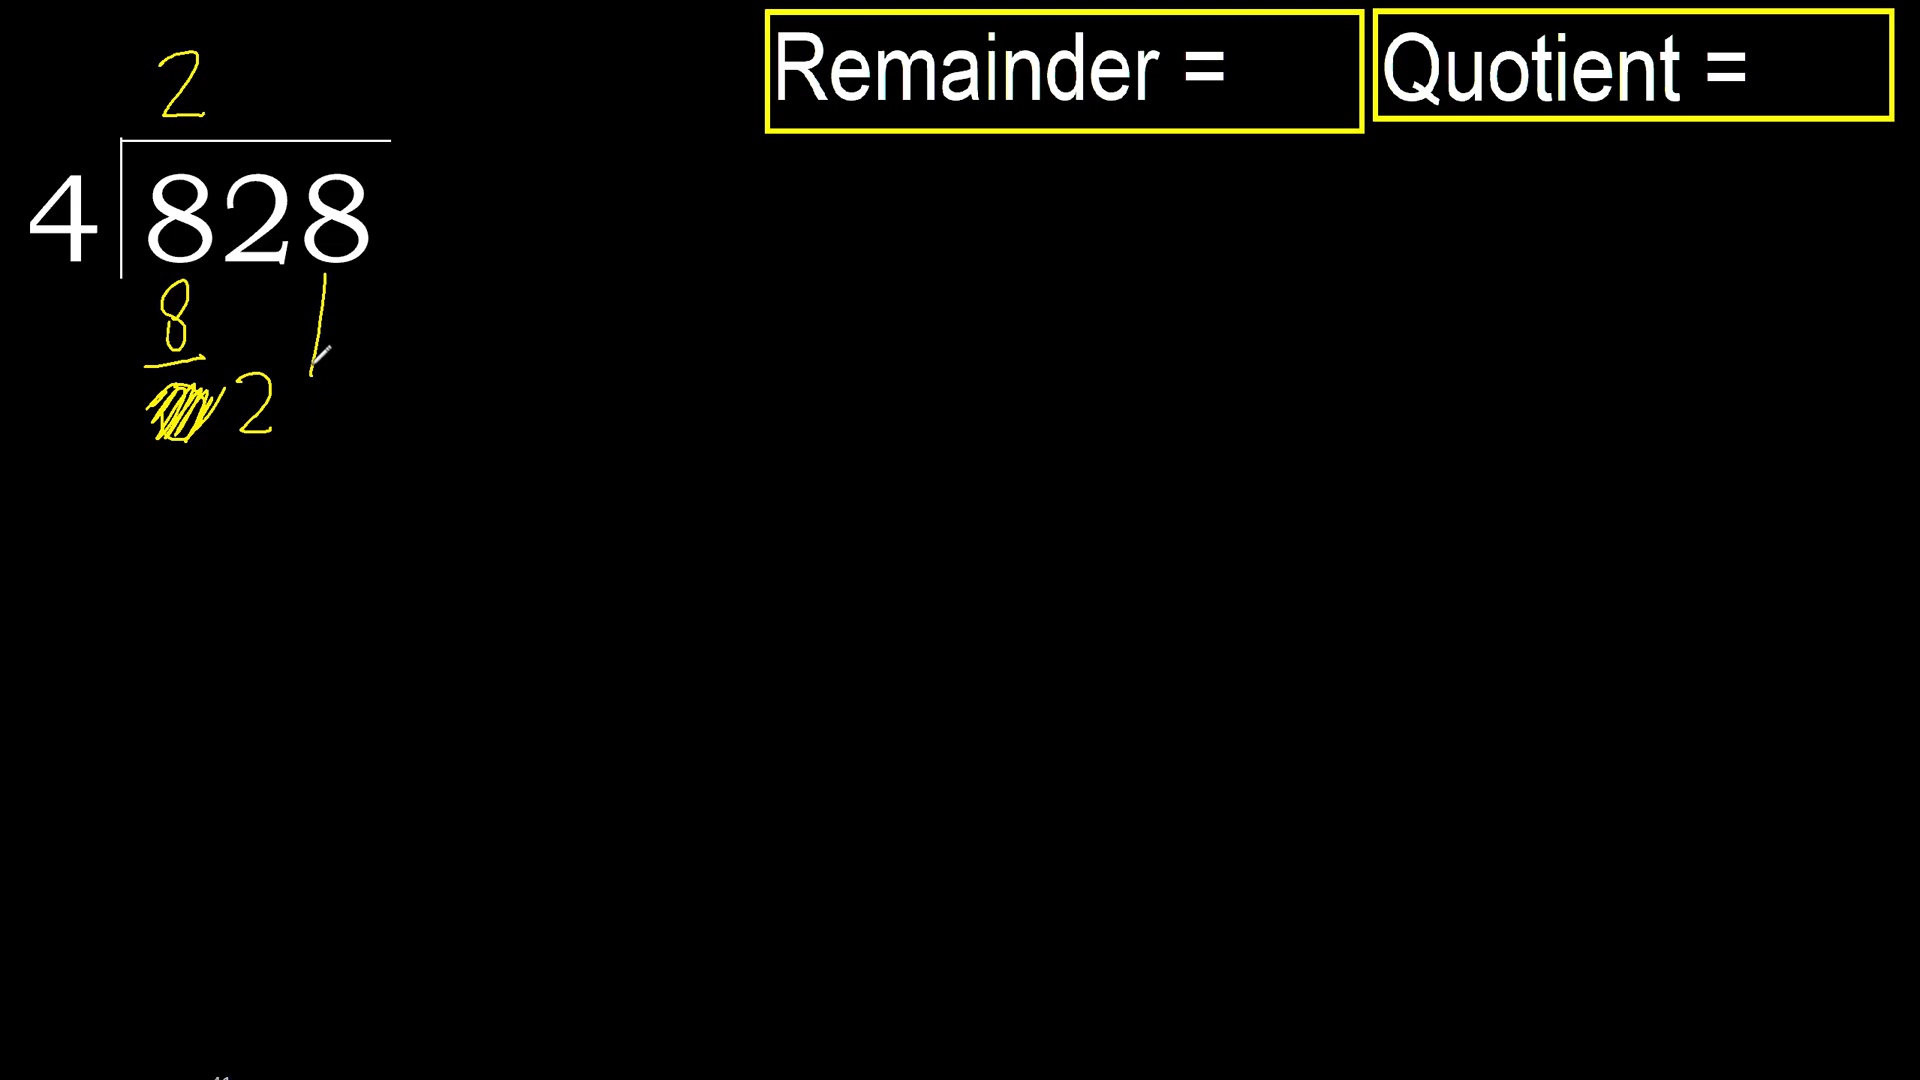 Remainder = Quotient =
2
4 828
8
2